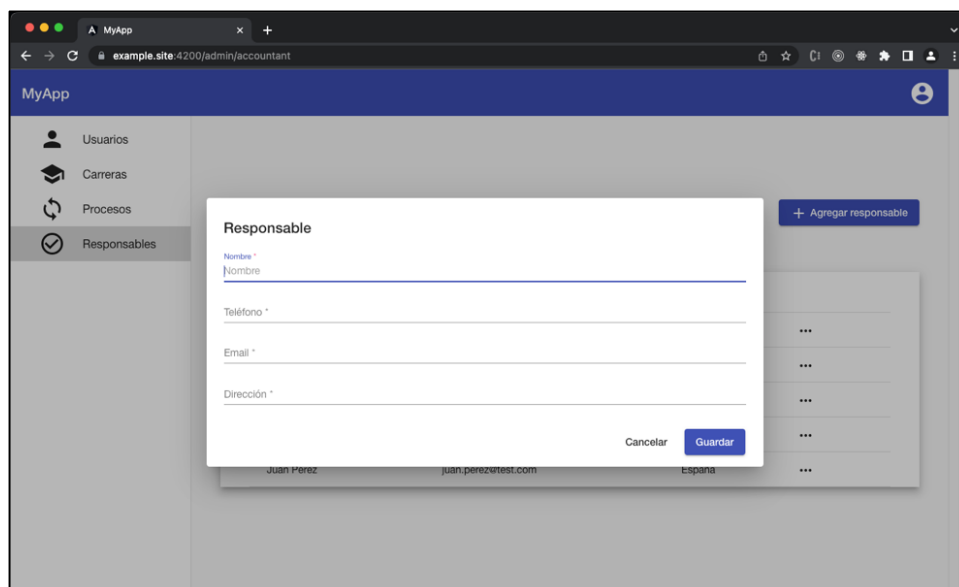 MyApp
example.site:4200/admin/accountant
MyApp
Usuarios
Carreras
Procesos
Responsables
+ Agregar responsable
Responsable
Nombre *
Nombre
Teléfono *
Email *
Dirección *
Cancelar Guardar
Juan Perez juan.perez@test.com España